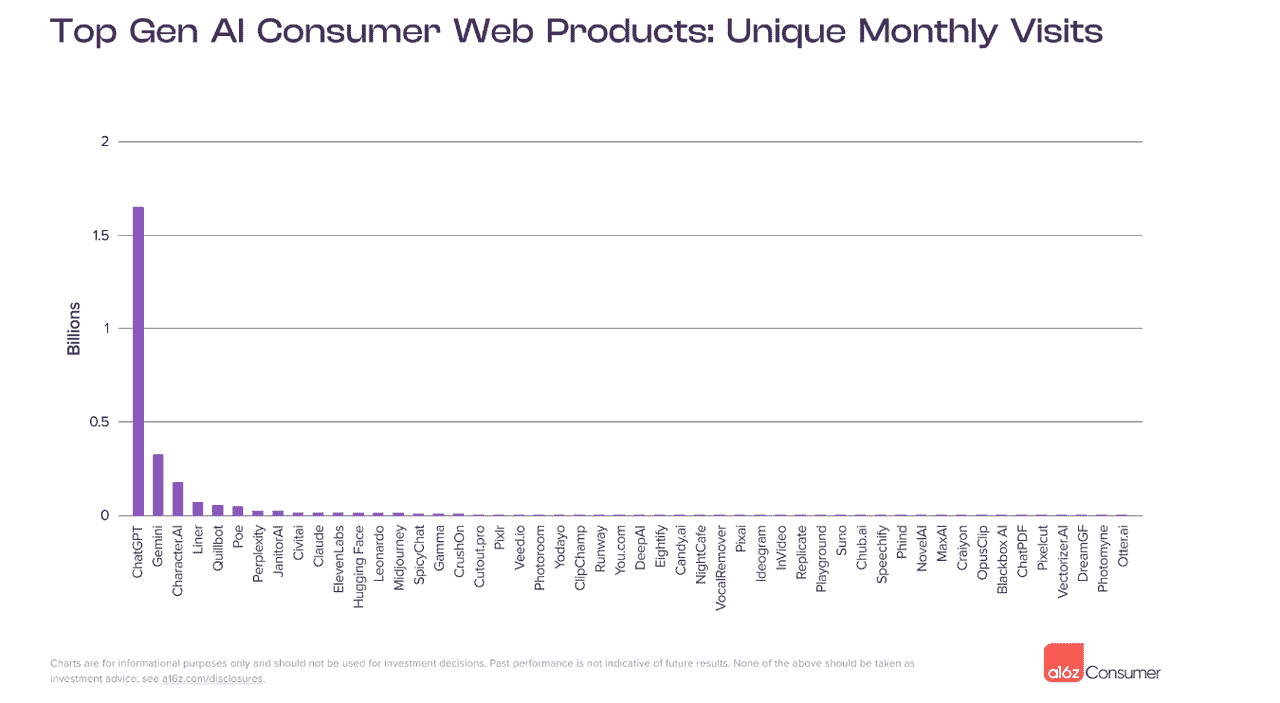 Top Gen AI Consumer Web Products: Unique Monthly Visits
2
1.5
1
0.5
0
Billions
ChatGPT
Gemini
Character.AI
Liner
Quillbot
Poe
Perplexity
JanitorAI
Civitai
Claude
ElevenLabs
Hugging Face
Leonardo
Midjourney
SpicyChat
Gamma
CrushOn
Cutout.pro
Pixlr
Veed.io
Photoroom
Yodayo
ClipChamp
Runway
You.com
DeepAI
Eightify
Candy.ai
NightCafe
VocalRemover
Pixai
Ideogram
InVideo
Replicate
Playground
Suno
Chub.ai
Speechify
Phind
NovelAI
MaxAI
Craiyon
OpusClip
Blackbox AI
ChatPDF
Pixelcut
Vectorizer.AI
DreamGF
Photomyne
Otter.ai
Charts are for informational purposes only and should not be used for investment decisions. Past performance is not indicative of future results. None of the above should be taken as
investment advice; see a16z.com/disclosures.
a16z Consumer